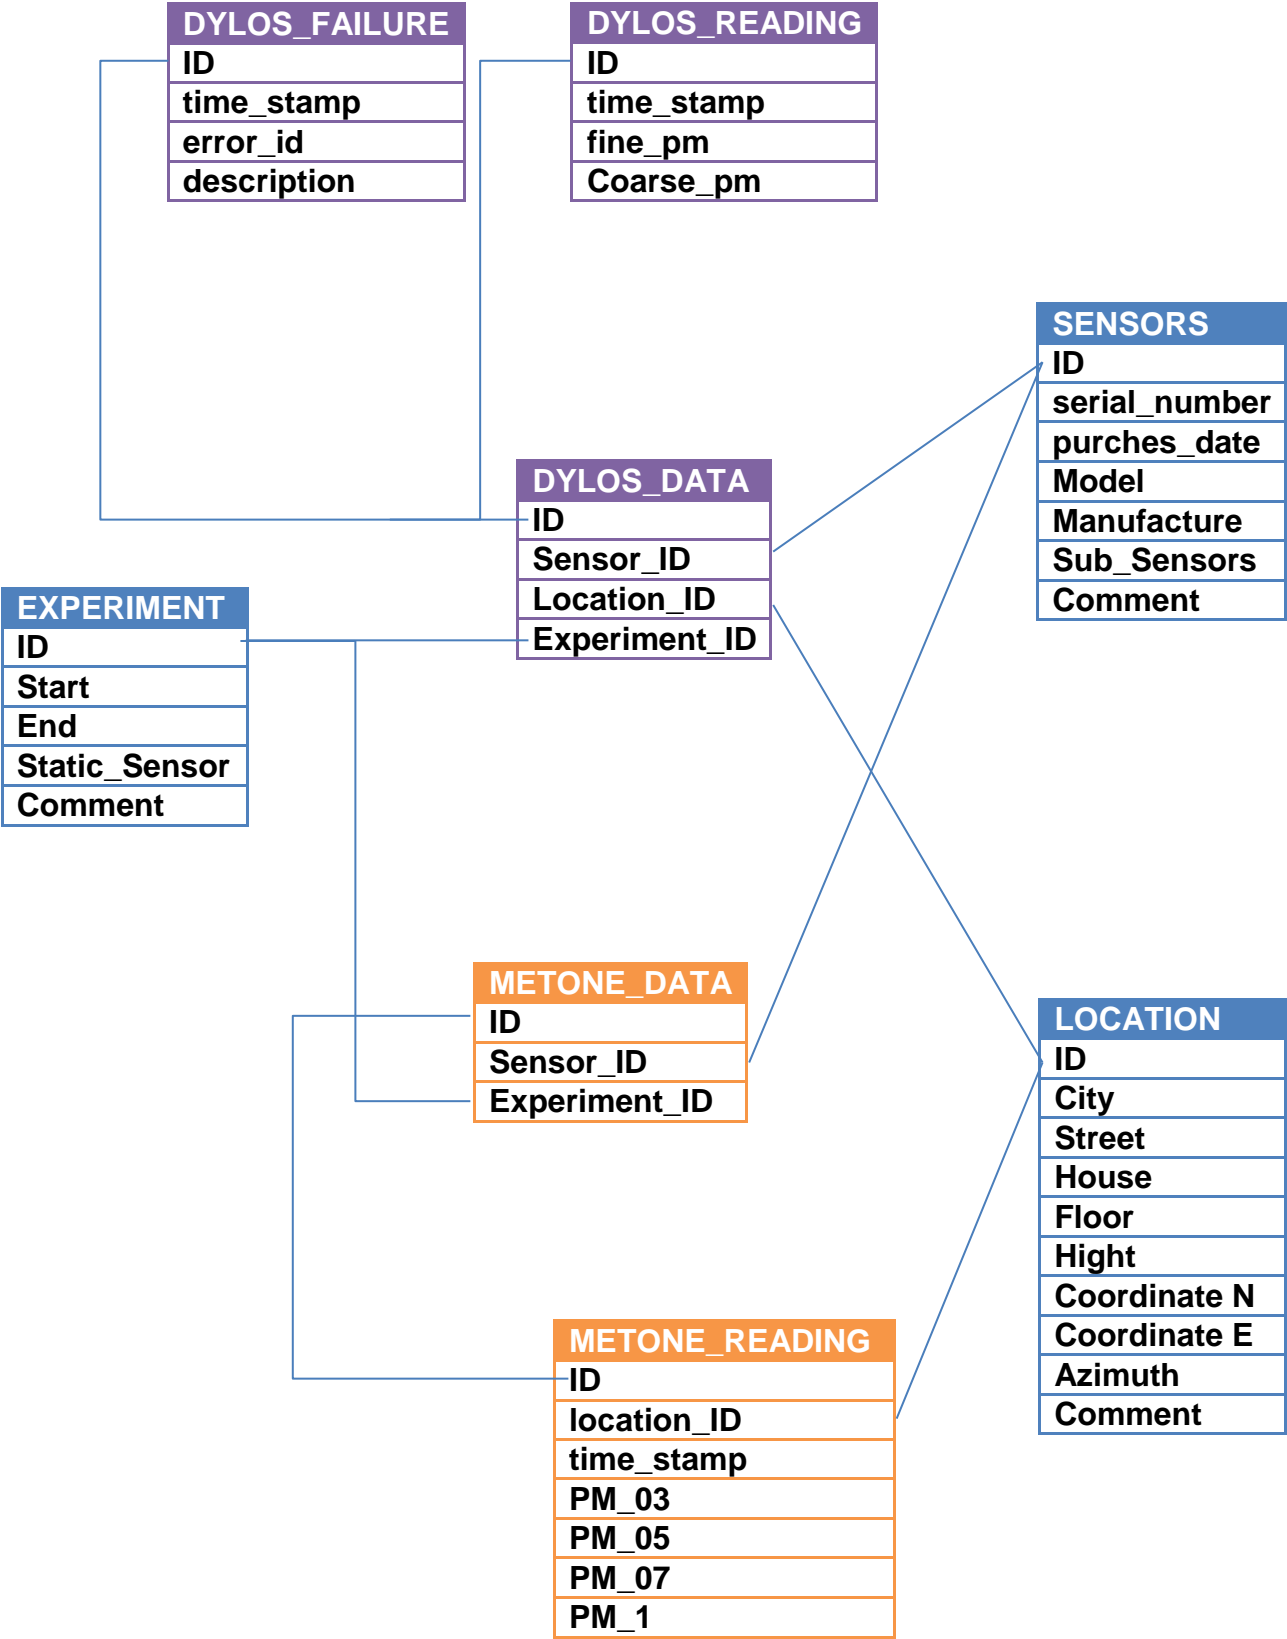 DYLOS_FAILURE
ID
time_stamp
error_id
description
DYLOS_READING
ID
time_stamp
fine_pm
Coarse_pm
SENSORS
ID
serial_number
purches_date
Model
Manufacture
Sub_Sensors
Comment
DYLOS_DATA
ID
Sensor_ID
Location_ID
Experiment_ID
EXPERIMENT
ID
Start
End
Static_Sensor
Comment
METONE_DATA
ID
Sensor_ID
Experiment_ID
LOCATION
ID
City
Street
House
Floor
Hight
Coordinate N
Coordinate E
Azimuth
Comment
METONE_READING
ID
location_ID
time_stamp
PM_03
PM_05
PM_07
PM_1